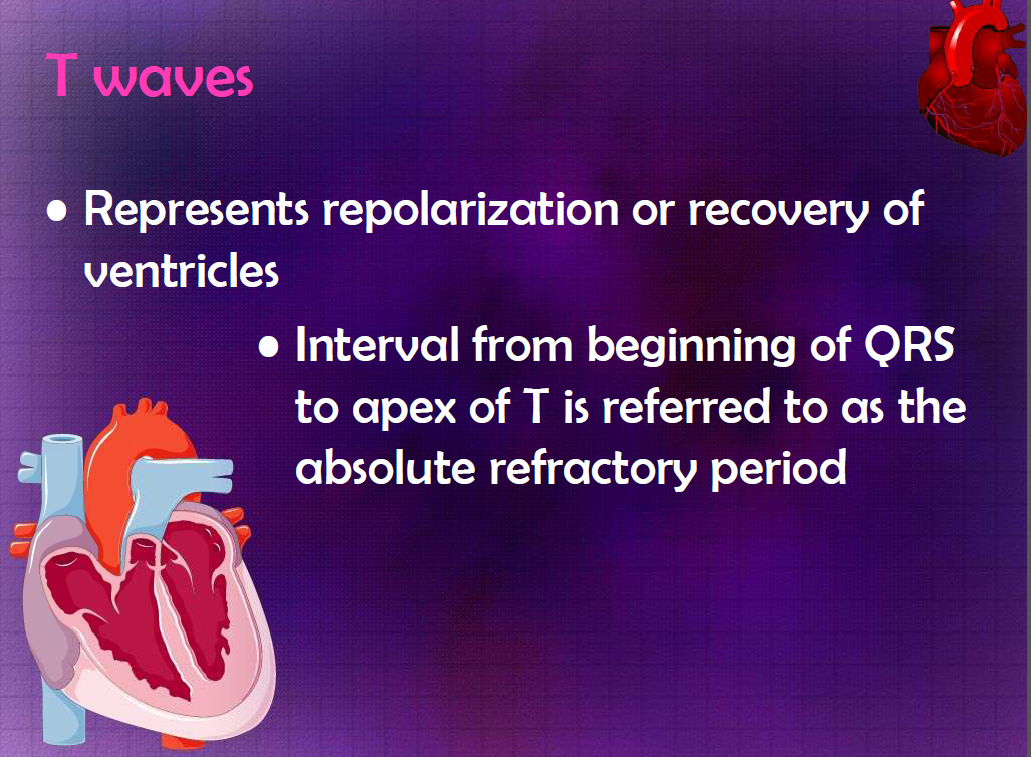 T waves
• Represents repolarization or recovery of
ventricles
• Interval from beginning of QRS
to apex of T is referred to as the
absolute refractory period